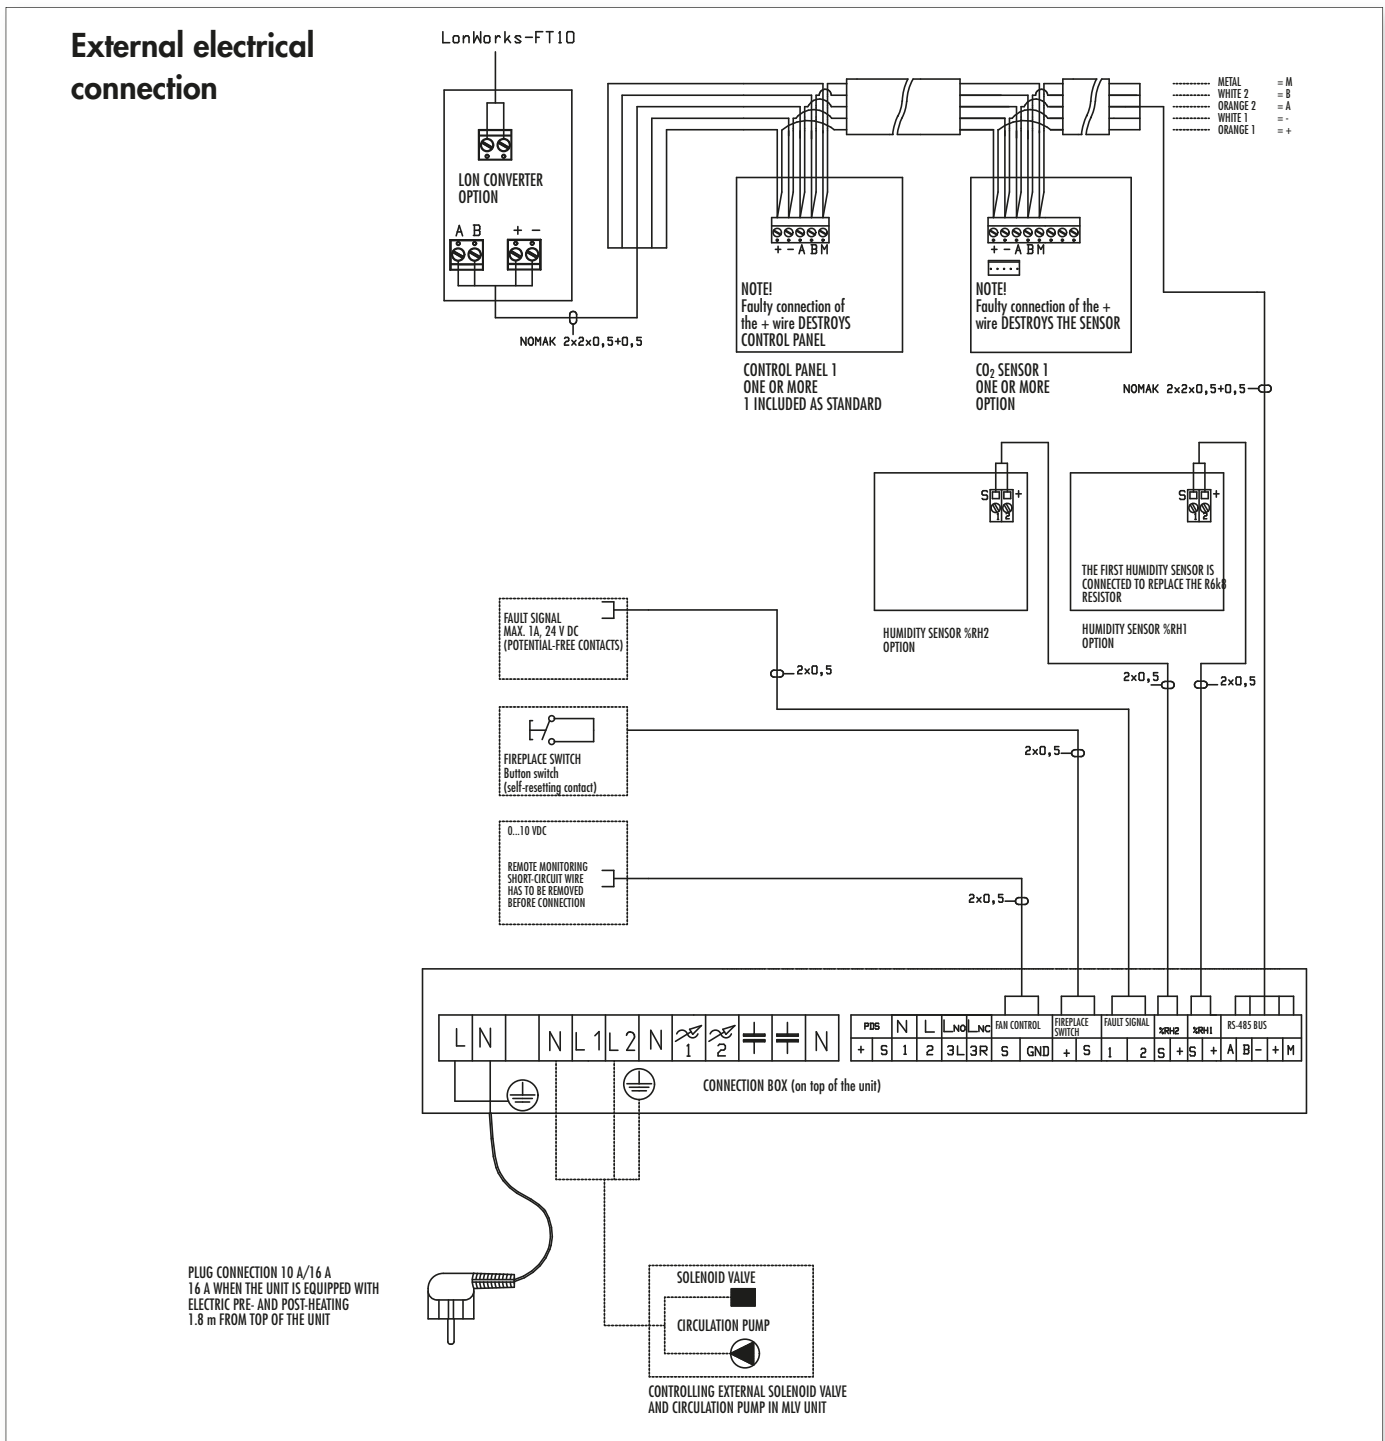 External electrical
connection
LonWorks-FT10
METAL = M
WHITE 2 = B
ORANGE 2 = A
WHITE 1 = -
ORANGE 1 = +
LON CONVERTER
OPTION
A B + -
NOMAK 2x2x0,5+0,5
+ - A B M
NOTE!
Faulty connection of
the + wire DESTROYS
CONTROL PANEL
CONTROL PANEL 1
ONE OR MORE
1 INCLUDED AS STANDARD
+ - A B M
NOTE!
Faulty connection of the +
wire DESTROYS THE SENSOR
CO₂ SENSOR 1
ONE OR MORE
OPTION
NOMAK 2x2x0,5+0,5
S +
1 2
HUMIDITY SENSOR %RH2
OPTION
S +
1 2
THE FIRST HUMIDITY SENSOR IS
CONNECTED TO REPLACE THE R6k8
RESISTOR
HUMIDITY SENSOR %RH1
OPTION
2x0,5
2x0,5
FAULT SIGNAL
MAX. 1A, 24 V DC
(POTENTIAL-FREE CONTACTS)
2x0,5
FIREPLACE SWITCH
Button switch
(self-resetting contact)
2x0,5
0...10 VDC
REMOTE MONITORING
SHORT-CIRCUIT WIRE
HAS TO BE REMOVED
BEFORE CONNECTION
2x0,5
L N N L1 L2 N 1 2 N
PDS N L LNO LNC FAN CONTROL FIREPLACE SWITCH FAULT SIGNAL %RH2 %RH1 RS-485 BUS
+ S 1 2 3L 3R S GND + S 1 2 S + S + A B - + M
CONNECTION BOX (on top of the unit)
PLUG CONNECTION 10 A/16 A
16 A WHEN THE UNIT IS EQUIPPED WITH
ELECTRIC PRE- AND POST-HEATING
1.8 m FROM TOP OF THE UNIT
SOLENOID VALVE
CIRCULATION PUMP
CONTROLLING EXTERNAL SOLENOID VALVE
AND CIRCULATION PUMP IN MLV UNIT